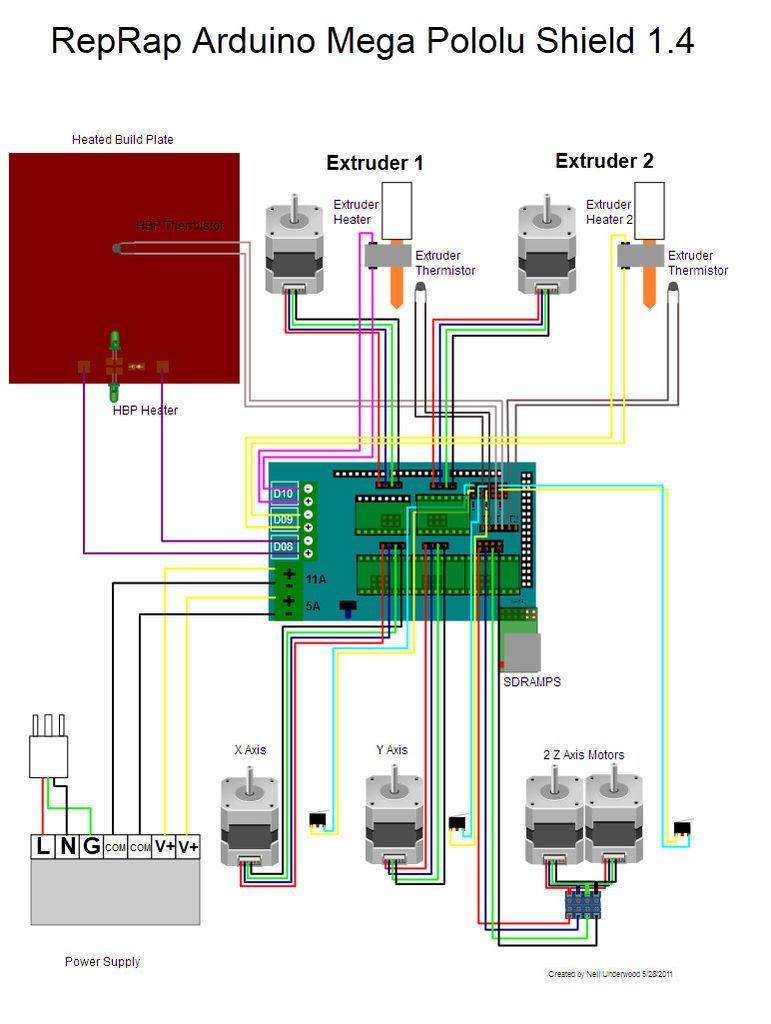 RepRap Arduino Mega Pololu Shield 1.4
Heated Build Plate
Extruder 1
Extruder 2
Extruder
Heater
Extruder
Heater 2
HBP Thermistor
Extruder
Thermistor
Extruder
Thermistor
HBP Heater
D10
D09
D08
11A
5A
SDRAMPS
X Axis
Y Axis
2 Z Axis Motors
L N G COM COM V+ V+
Power Supply
Created by Neil Underwood 5/28/2011